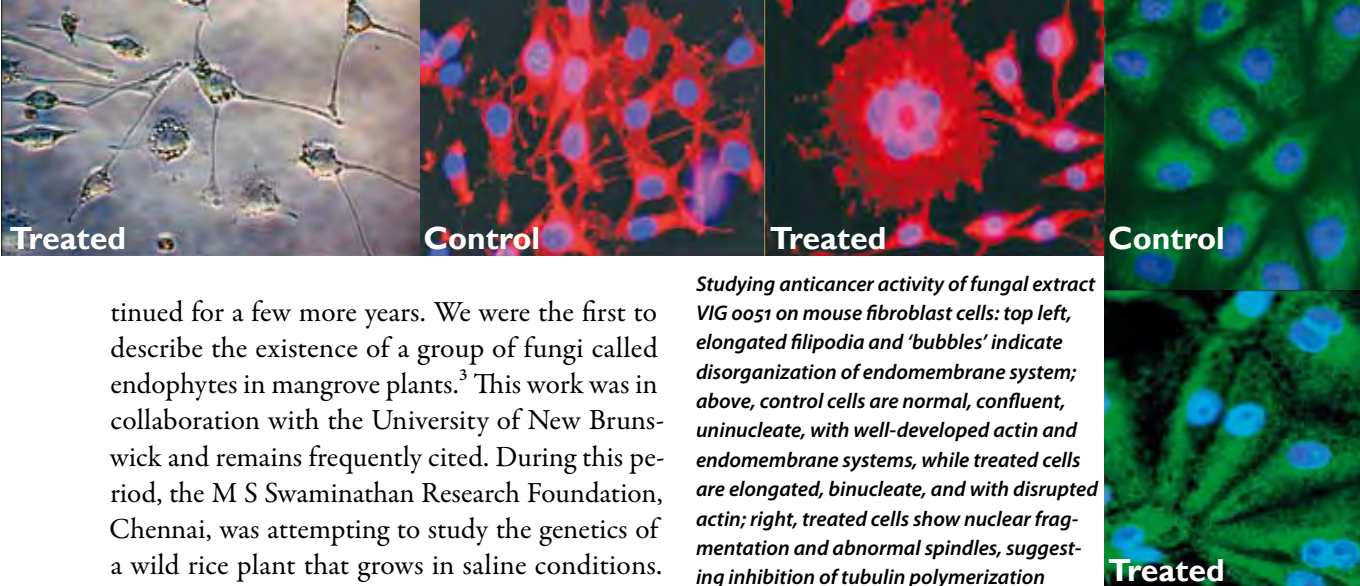 Treated
Control
Treated
Control
tinued for a few more years. We were the first to
describe the existence of a group of fungi called
endophytes in mangrove plants.³ This work was in
collaboration with the University of New Bruns-
wick and remains frequently cited. During this pe-
riod, the M S Swaminathan Research Foundation,
Chennai, was attempting to study the genetics of
a wild rice plant that grows in saline conditions.
Studying anticancer activity of fungal extract
VIG 0051 on mouse fibroblast cells: top left,
elongated filipodia and ‘bubbles’ indicate
disorganization of endomembrane system;
above, control cells are normal, confluent,
uninucleate, with well-developed actin and
endomembrane systems, while treated cells
are elongated, binucleate, and with disrupted
actin; right, treated cells show nuclear frag-
mentation and abnormal spindles, suggest-
ing inhibition of tubulin polymerization
Treated